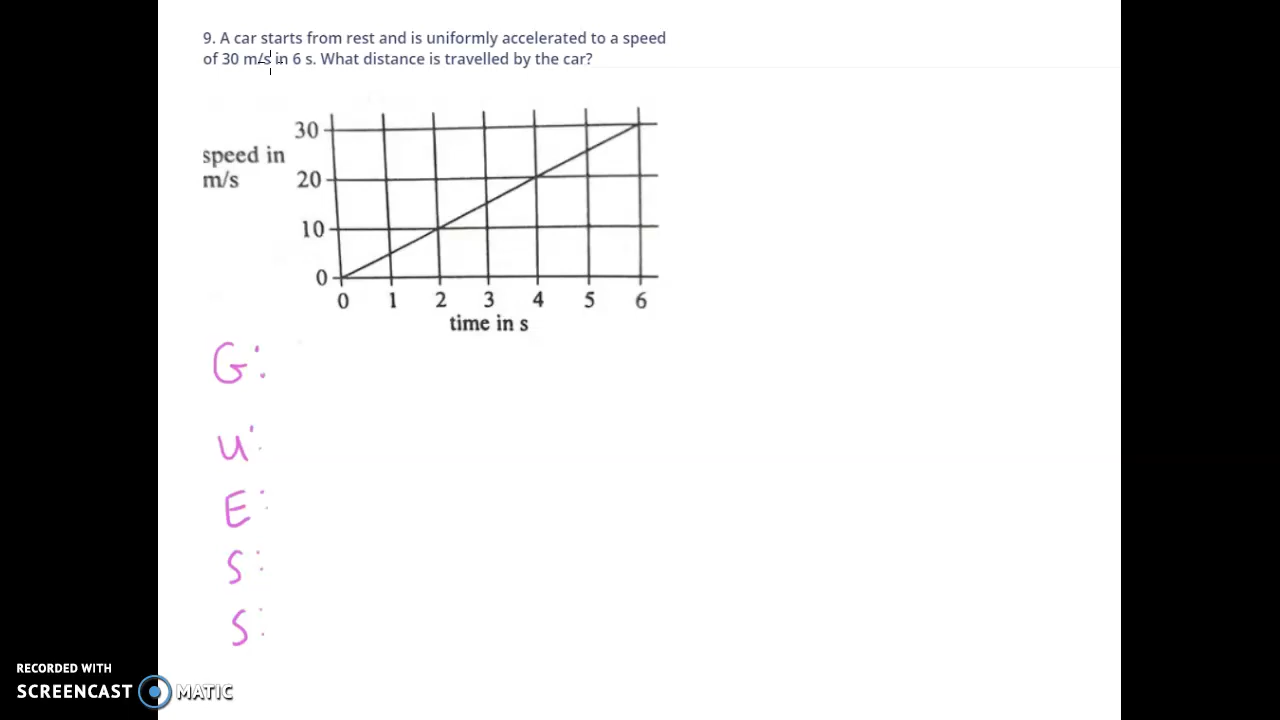 9. A car starts from rest and is uniformly accelerated to a speed
of 30 m/s in 6 s. What distance is travelled by the car?
30
speed in
m/s
20
10
0
0 1 2 3 4 5 6
time in s
G:
U:
E:
S:
S:
RECORDED WITH
SCREENCAST MATIC